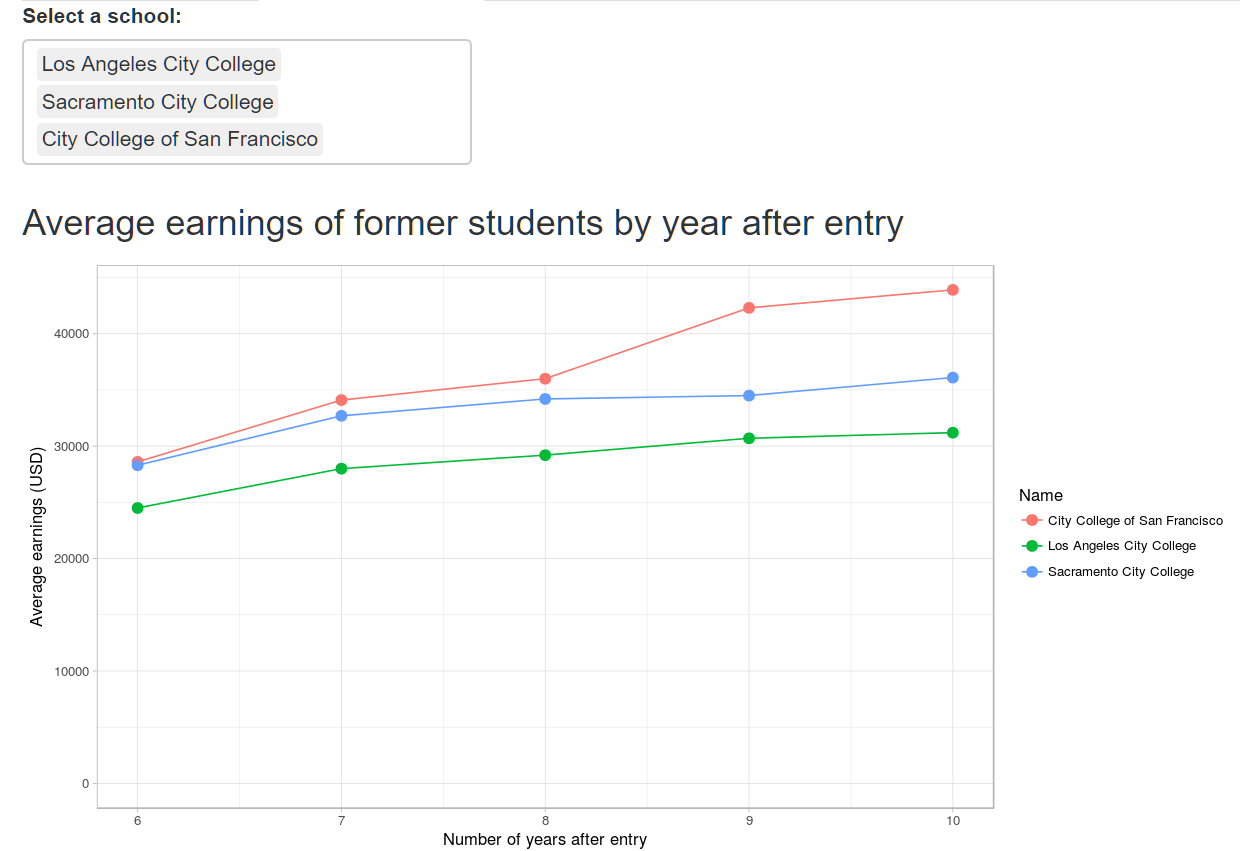 Select a school:
Los Angeles City College
Sacramento City College
City College of San Francisco
Average earnings of former students by year after entry
Average earnings (USD)
40000
30000
20000
10000
0
6 7 8 9 10
Number of years after entry
Name
City College of San Francisco
Los Angeles City College
Sacramento City College